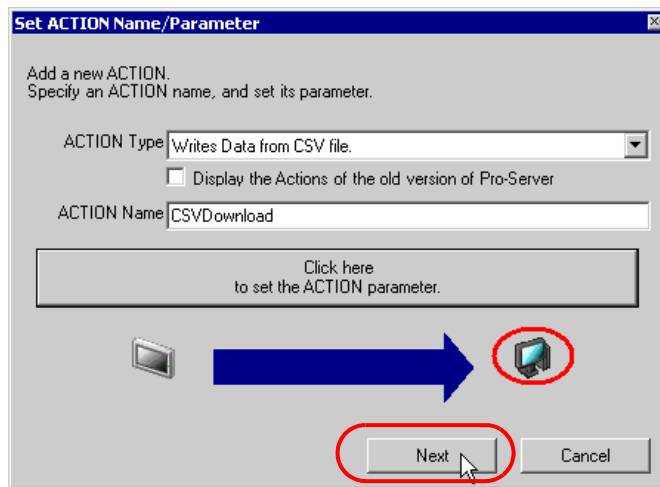 Set ACTION Name/Parameter
Add a new ACTION.
Specify an ACTION name, and set its parameter.
ACTION Type Writes Data from CSV file.
Display the Actions of the old version of Pro-Server
ACTION Name CSVDownload
Click here
to set the ACTION parameter.
Next Cancel